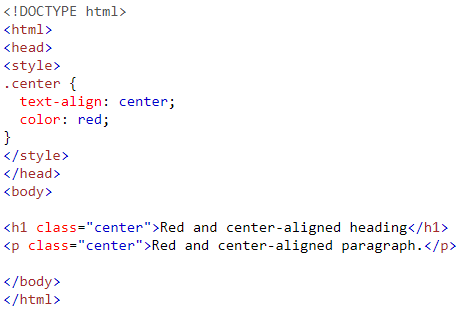 <!DOCTYPE html>
<html>
<head>
<style>
.center {
  text-align: center;
  color: red;
}
</style>
</head>
<body>

<h1 class="center">Red and center-aligned heading</h1>
<p class="center">Red and center-aligned paragraph.</p>

</body>
</html>